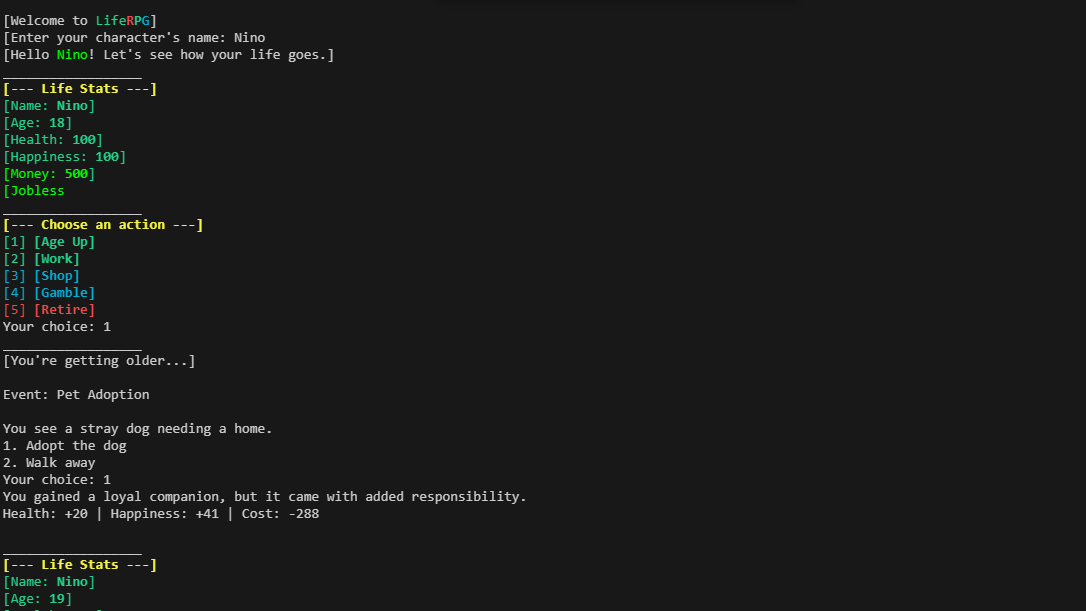 [Welcome to LifeRPG]
[Enter your character's name: Nino
[Hello Nino! Let's see how your life goes.]
__________________
[--- Life Stats ---]
[Name: Nino]
[Age: 18]
[Health: 100]
[Happiness: 100]
[Money: 500]
[Jobless
__________________
[--- Choose an action ---]
[1] [Age Up]
[2] [Work]
[3] [Shop]
[4] [Gamble]
[5] [Retire]
Your choice: 1
__________________
[You're getting older...]
Event: Pet Adoption
You see a stray dog needing a home.
1. Adopt the dog
2. Walk away
Your choice: 1
You gained a loyal companion, but it came with added responsibility.
Health: +20 | Happiness: +41 | Cost: -288
__________________
[--- Life Stats ---]
[Name: Nino]
[Age: 19]